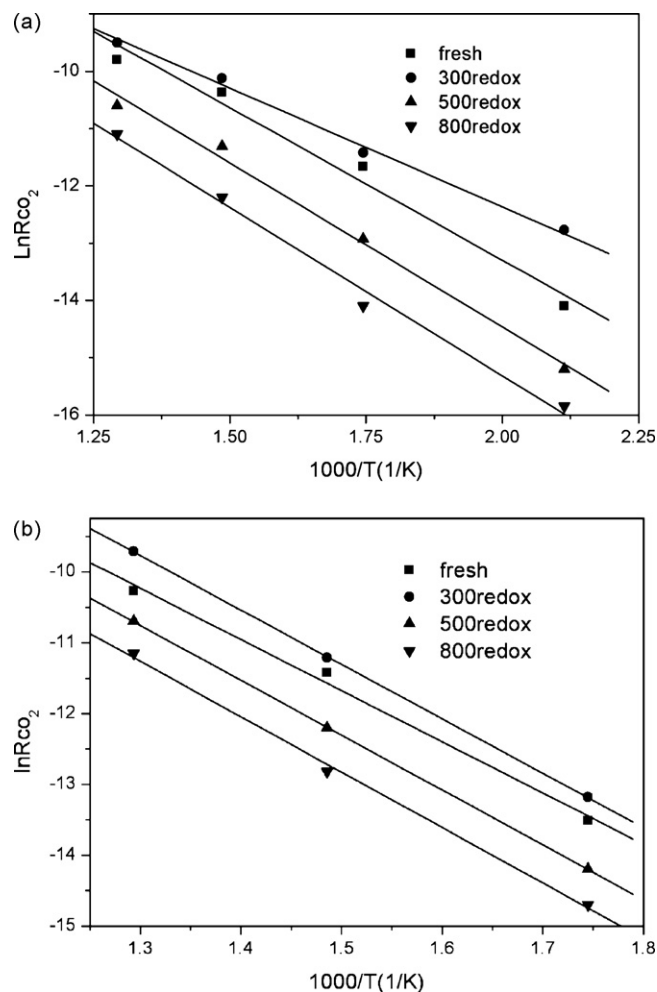 (a)
fresh
300redox
500redox
800redox
-10
-12
-14
-16
LnRco₂
1.25
1.50
1.75
2.00
2.25
1000/T(1/K)
(b)
fresh
300redox
500redox
800redox
-10
-11
-12
-13
-14
-15
lnRco₂
1.3
1.4
1.5
1.6
1.7
1.8
1000/T(1/K)